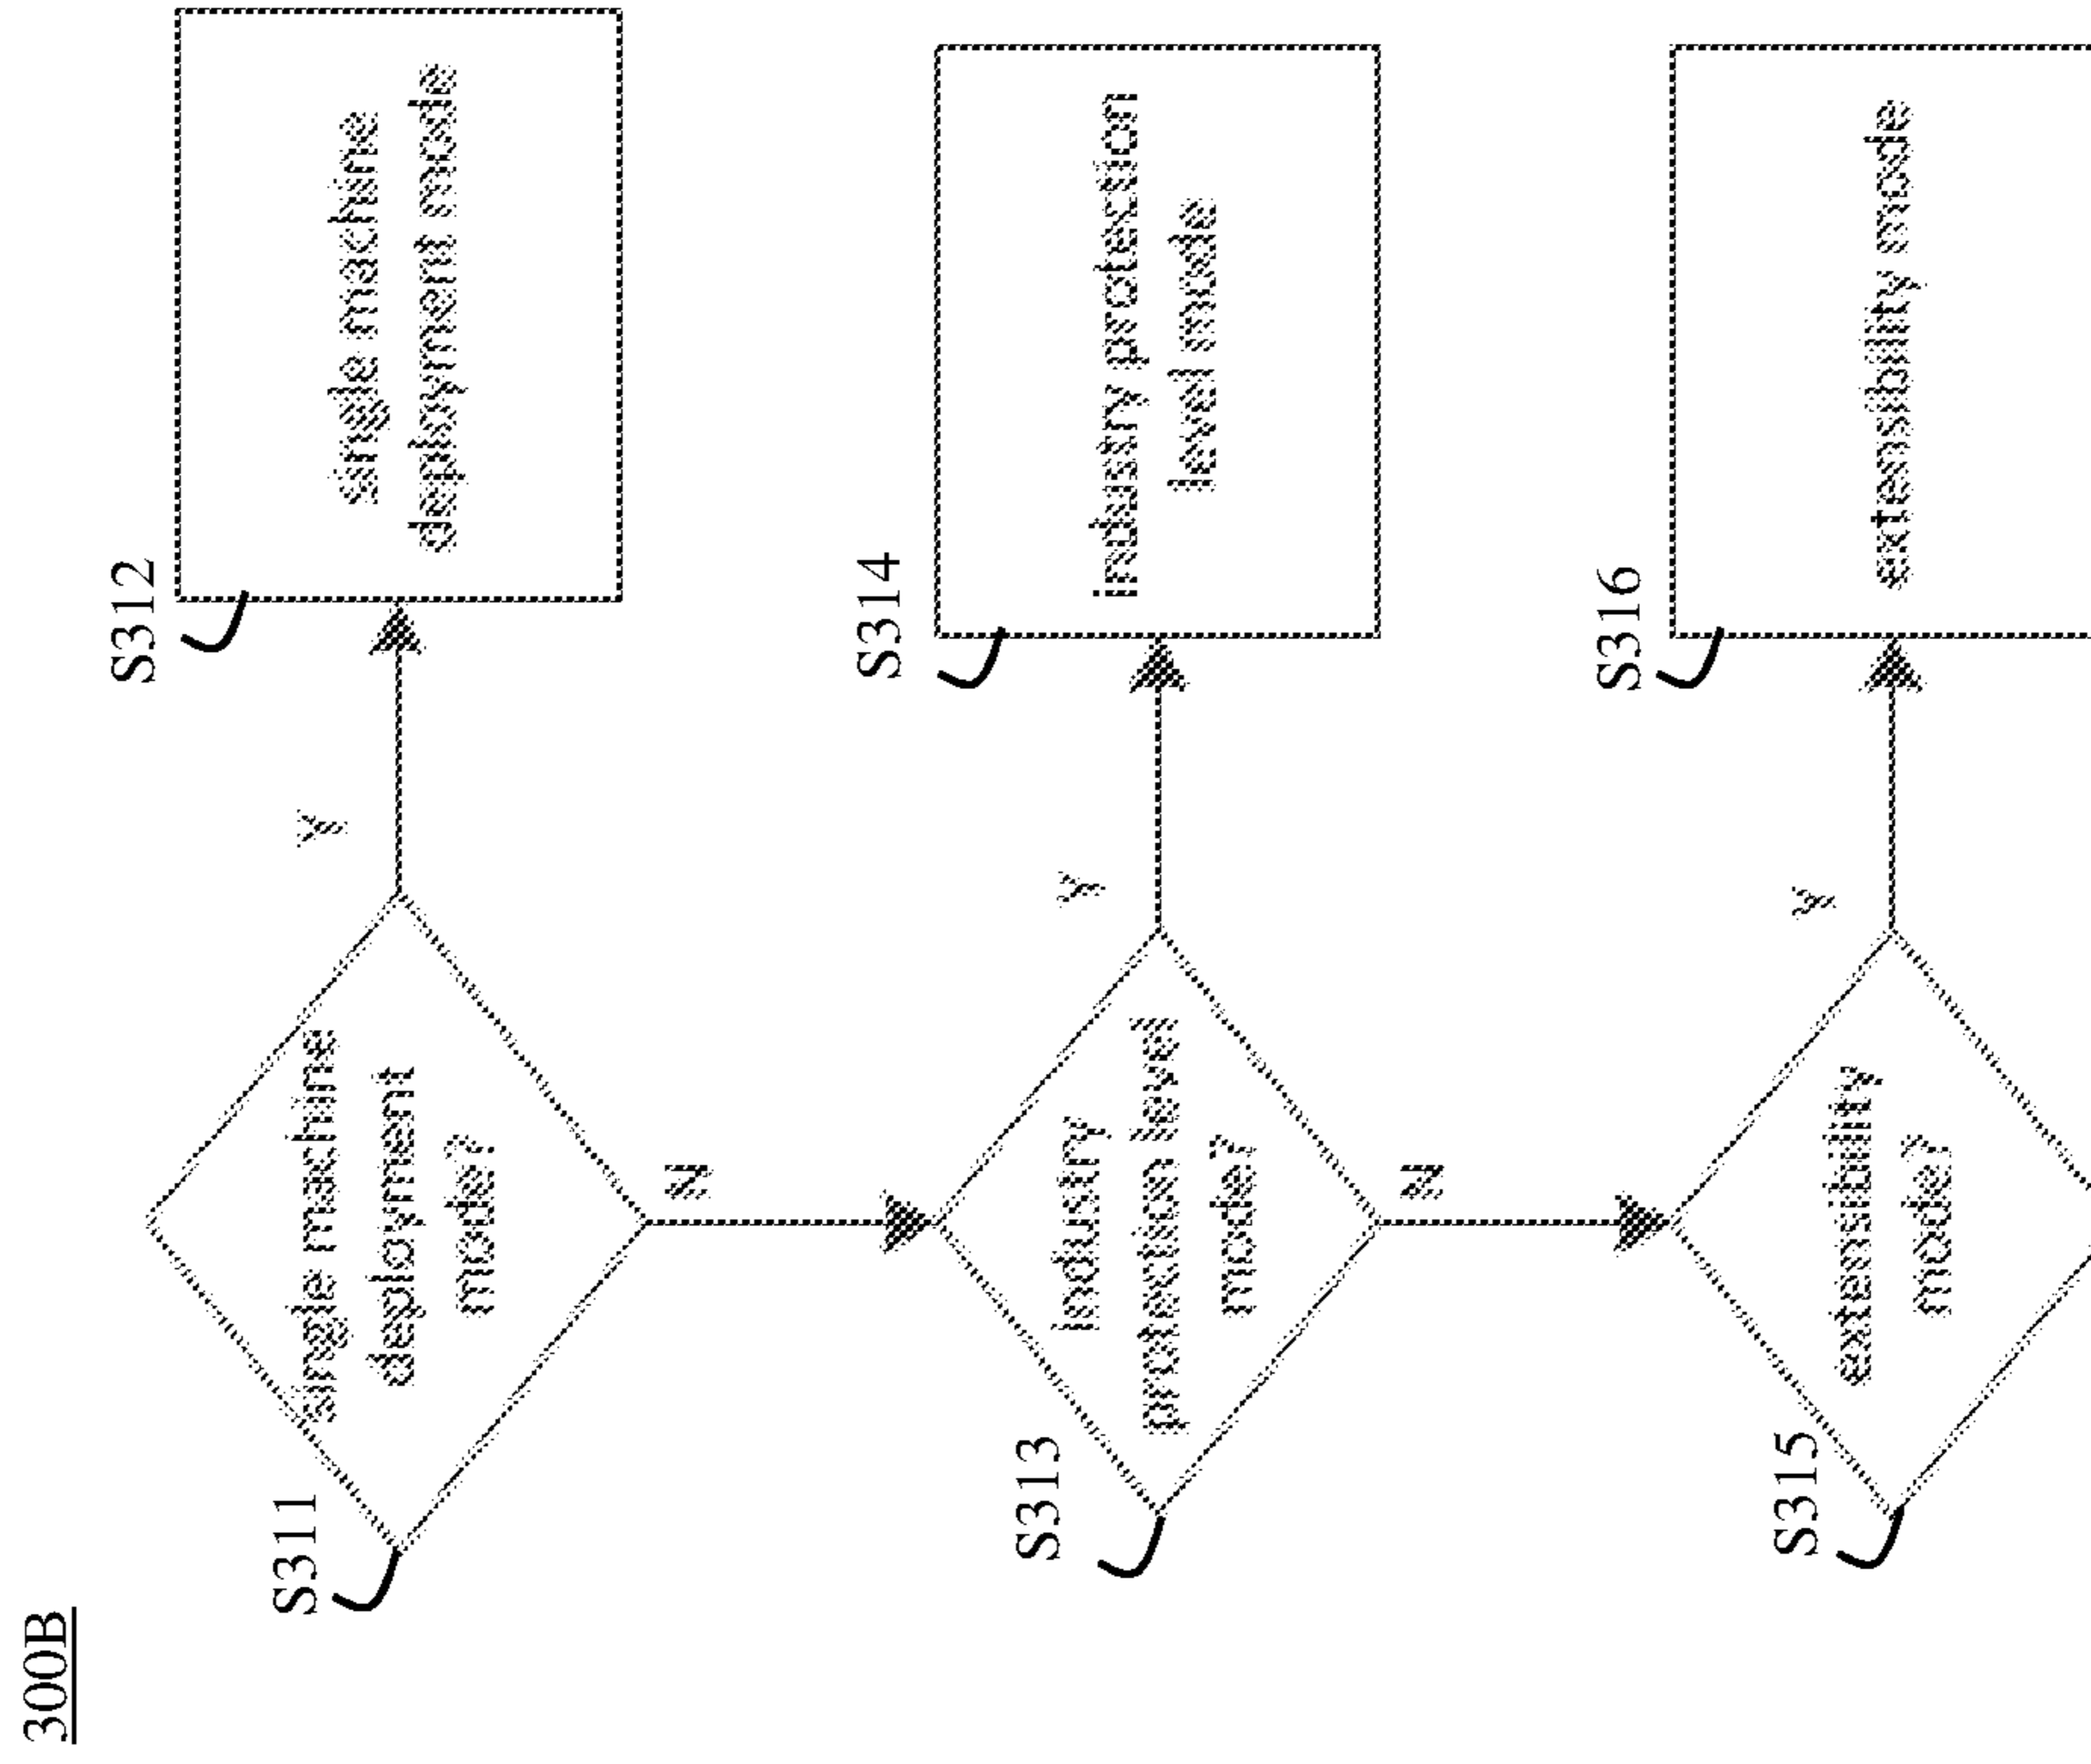 300B
S311
single machine
deployment
mode?
Y
S312
single machine
deployment mode
N
S313
industry
protection level
mode?
Y
S314
industry protection
level mode
N
S315
extensibility
mode?
Y
S316
extensibility mode